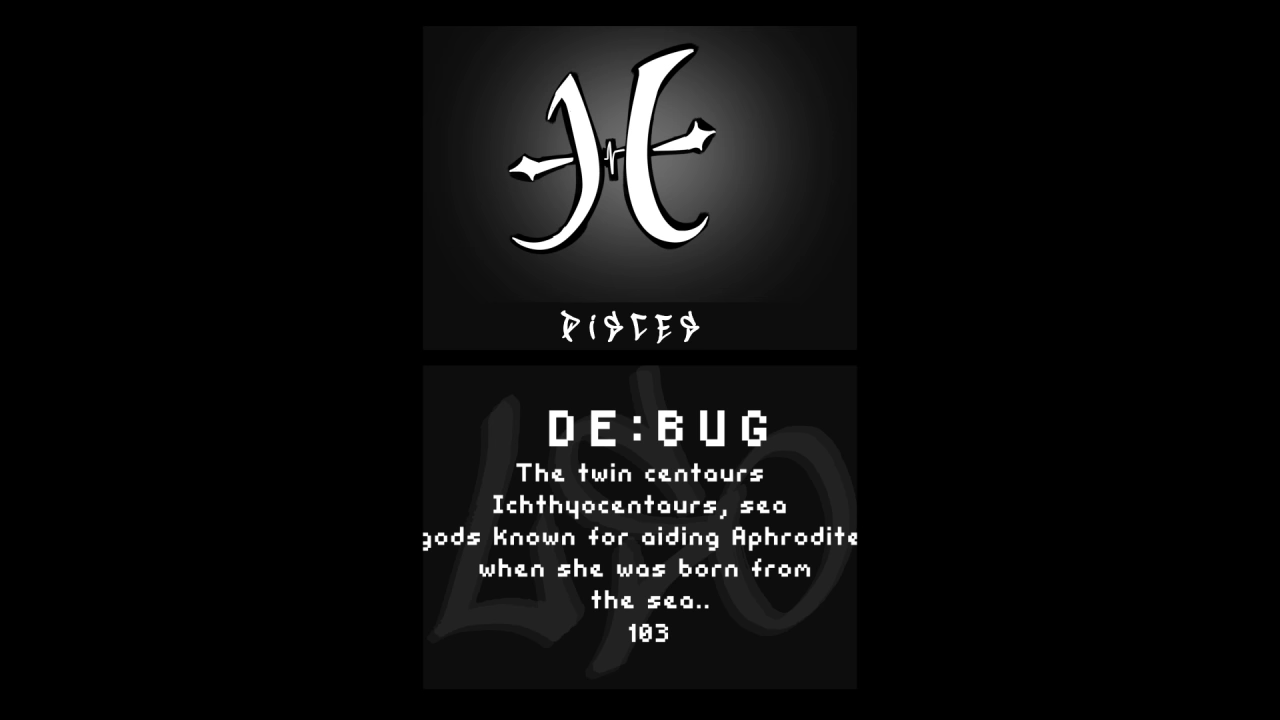 PISCES
DE:BUG
The twin centaurs
Ichthyocentaurs, sea
gods known for aiding Aphrodite
when she was born from
the sea..
103